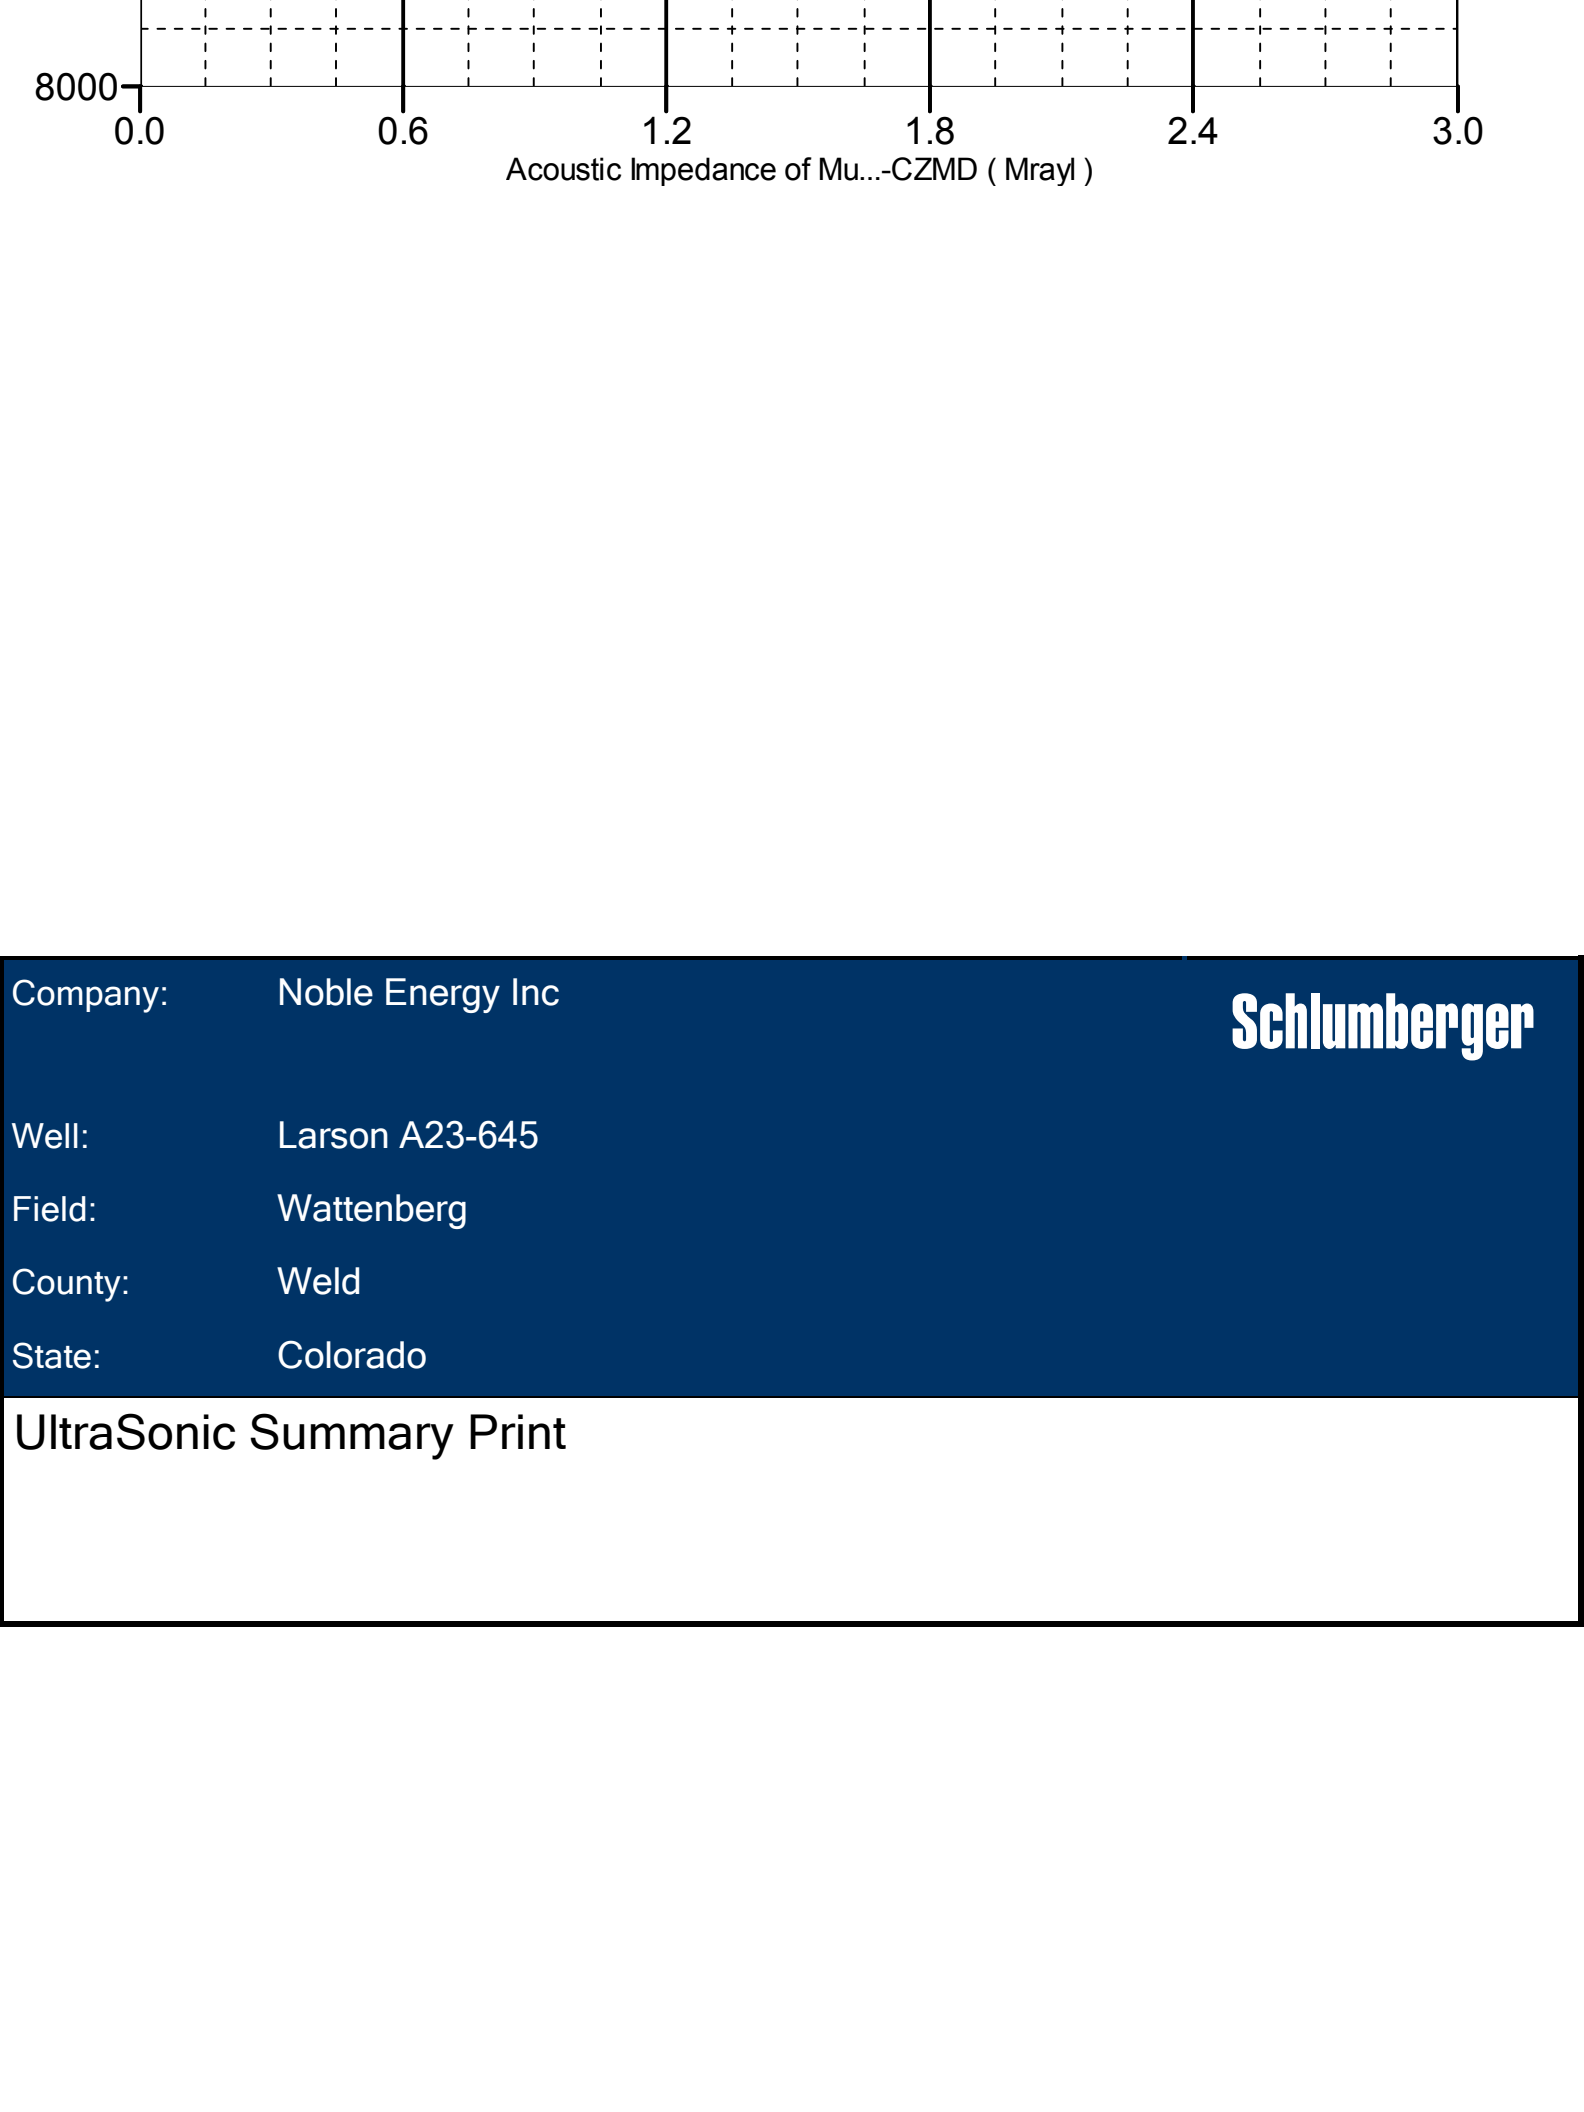 8000
0.0 0.6 1.2 1.8 2.4 3.0
Acoustic Impedance of Mu...-CZMD ( Mrayl )
Company: Noble Energy Inc
Schlumberger
Well: Larson A23-645
Field: Wattenberg
County: Weld
State: Colorado
UltraSonic Summary Print